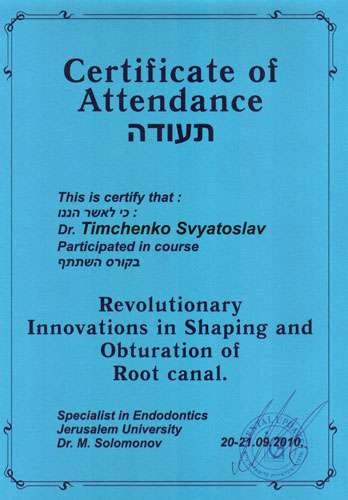 Certificate of
Attendance
תעודה
This is certify that :
כי לאשר הננו :
Dr. Timchenko Svyatoslav
Participated in course
בקורס השתתף
Revolutionary
Innovations in Shaping and
Obturation of
Root canal.
Specialist in Endodontics
Jerusalem University
Dr. M. Solomonov
20-21.09.2010.